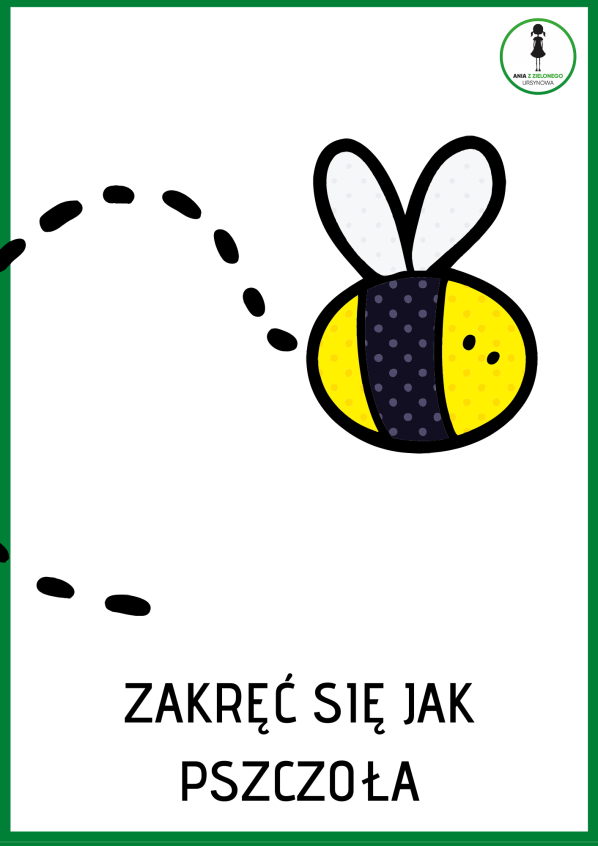 ANIA Z ZIELONEGO
URSYNOWA
ZAKRĘĆ SIĘ JAK
PSZCZOŁA